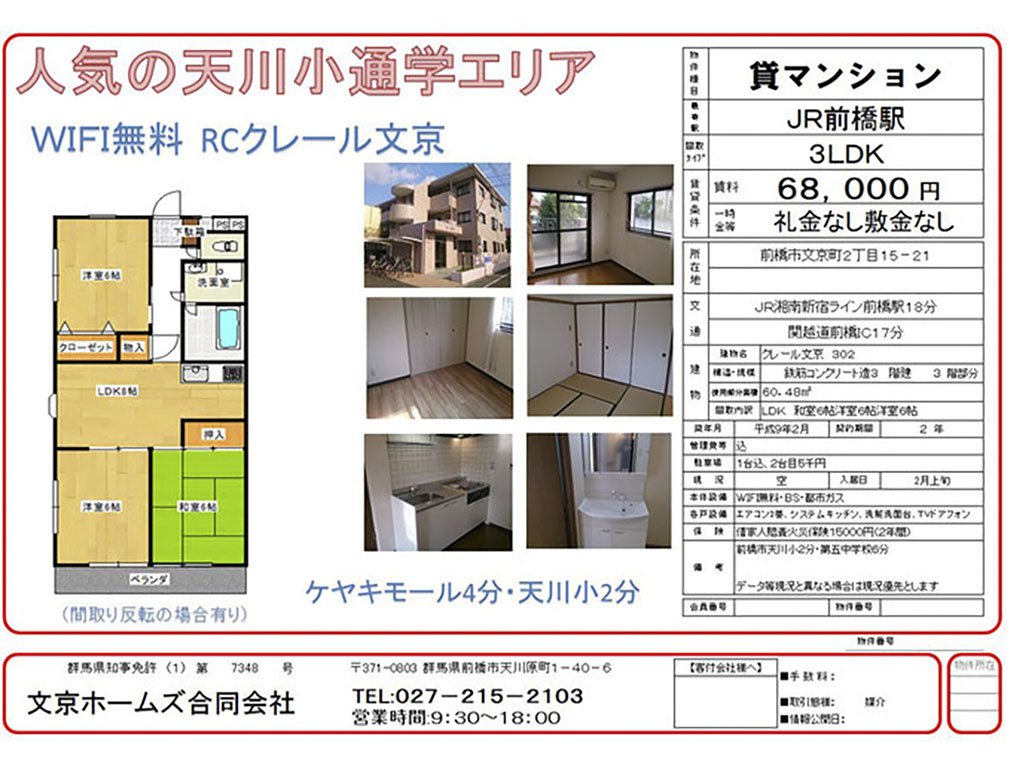 人気の天川小通学エリア
WIFI無料 RCクレール文京
下駄箱
PS
PS
洋室6帖
洗面室
クローゼット
物入
LDK8帖
押入
洋室6帖
和室6帖
ベランダ
(間取り反転の場合有り)
ケヤキモール4分・天川小2分
物件種目 貸マンション
最寄駅 JR前橋駅
間取タイプ 3LDK
賃貸条件 賃料 68,000円
一時金等 礼金なし敷金なし
所在地 前橋市文京町2丁目15-21
交通 JR湘南新宿ライン前橋駅18分
関越道前橋IC17分
建物 建物名 クレール文京 302
構造・規模 鉄筋コンクリート造3 階建 3 階部分
使用部分面積 60.48㎡
間取内訳 LDK 和室6帖洋室6帖洋室6帖
築年月 平成9年2月 契約期間 2 年
管理費等 込
駐車場 1台込、2台目5千円
現況 空 入居日 2月上旬
本体設備 WIFI無料・BS・都市ガス
各戸設備 エアコン2基、システムキッチン、洗髪洗面台、TVドアフォン
保険 借家人賠責火災保険15000円(2年間)
備考 前橋市天川小2分・第五中学校6分
データ等現況と異なる場合は現況優先とします
会員番号 物件番号
物件番号
群馬県知事免許 (1) 第 7348 号
文京ホームズ合同会社
〒371-0803 群馬県前橋市天川原町1-40-6
TEL:027-215-2103
営業時間:9:30~18:00
【客付会社様へ】
■手数料:
■取引態様: 媒介
■情報公開日:
物件所在